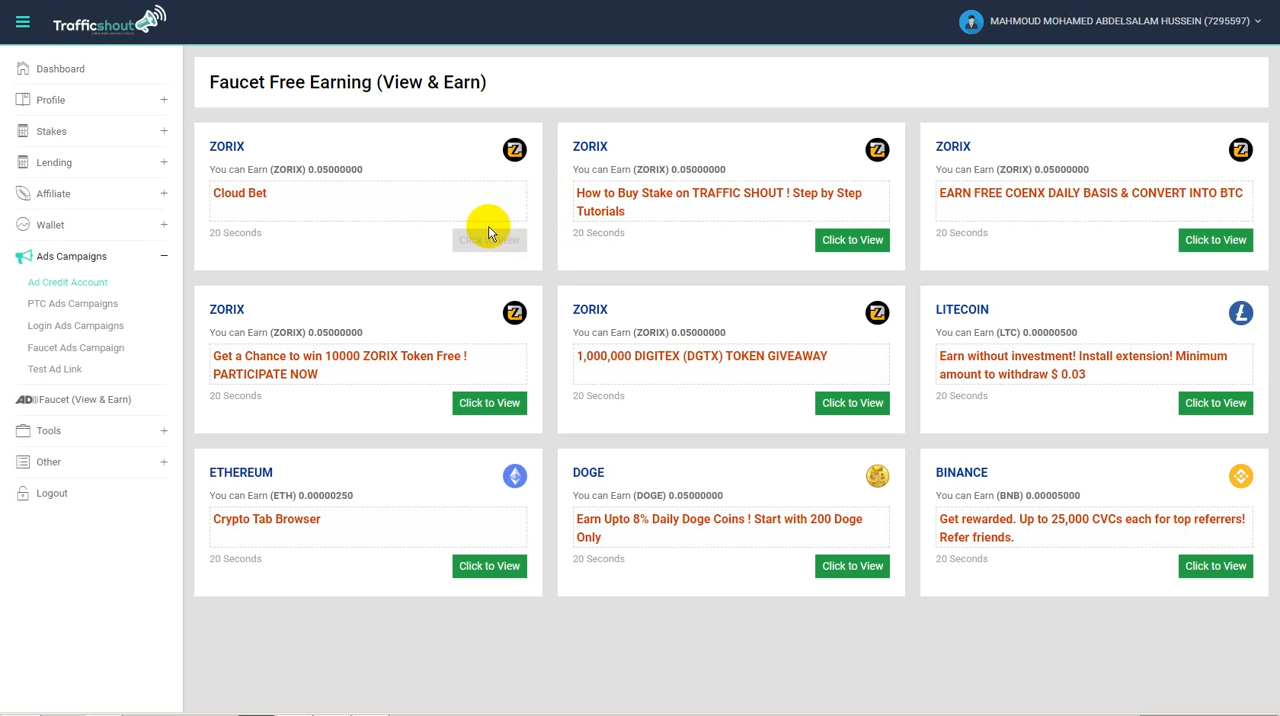 Trafficshout
MAHMOUD MOHAMED ABDELSALAM HUSSEIN (7295597)
Dashboard
Profile
Stakes
Lending
Affiliate
Wallet
Ads Campaigns
Ad Credit Account
PTC Ads Campaigns
Login Ads Campaigns
Faucet Ads Campaign
Test Ad Link
AD Faucet (View & Earn)
Tools
Other
Logout
Faucet Free Earning (View & Earn)
ZORIX
You can Earn (ZORIX) 0.05000000
Cloud Bet
20 Seconds
Click to View
ZORIX
You can Earn (ZORIX) 0.05000000
How to Buy Stake on TRAFFIC SHOUT ! Step by Step
Tutorials
20 Seconds
Click to View
ZORIX
You can Earn (ZORIX) 0.05000000
EARN FREE COENX DAILY BASIS & CONVERT INTO BTC
20 Seconds
Click to View
ZORIX
You can Earn (ZORIX) 0.05000000
Get a Chance to win 10000 ZORIX Token Free !
PARTICIPATE NOW
20 Seconds
Click to View
ZORIX
You can Earn (ZORIX) 0.05000000
1,000,000 DIGITEX (DGTX) TOKEN GIVEAWAY
20 Seconds
Click to View
LITECOIN
You can Earn (LTC) 0.00000500
Earn without investment! Install extension! Minimum
amount to withdraw $ 0.03
20 Seconds
Click to View
ETHEREUM
You can Earn (ETH) 0.00000250
Crypto Tab Browser
20 Seconds
Click to View
DOGE
You can Earn (DOGE) 0.05000000
Earn Upto 8% Daily Doge Coins ! Start with 200 Doge
Only
20 Seconds
Click to View
BINANCE
You can Earn (BNB) 0.00005000
Get rewarded. Up to 25,000 CVCs each for top referrers!
Refer friends.
20 Seconds
Click to View